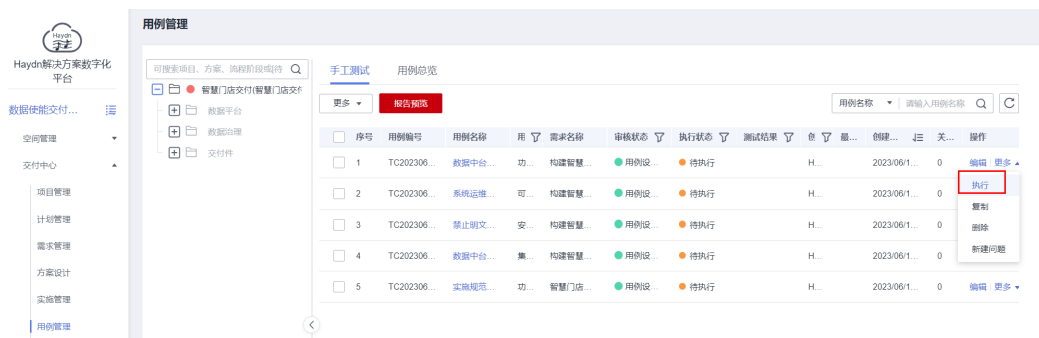 用例管理
Haydn
Haydn解决方案数字化
平台
数据使能交付...
空间管理
交付中心
项目管理
计划管理
需求管理
方案设计
实施管理
用例管理
可搜索项目、方案、流程阶段或[待
智慧门店交付(智慧门店交付
数据平台
数据治理
交付件
手工测试 用例总览
更多 报告预览 用例名称 请输入用例名称
序号 用例编号 用例名称 用 需求名称 审核状态 执行状态 测试结果 创 最... 创建... 关... 操作
1 TC202306... 数据中台... 功... 构建智慧... 用例设... 待执行 H... 2023/06/1... 0 编辑 更多
2 TC202306... 系统运维... 可... 构建智慧... 用例设... 待执行 H... 2023/06/1... 0
3 TC202306... 禁止明文... 安... 构建智慧... 用例设... 待执行 H... 2023/06/1... 0
4 TC202306... 数据中台... 集... 构建智慧... 用例设... 待执行 H... 2023/06/1... 0
5 TC202306... 实施规范... 功... 智慧门店... 用例设... 待执行 H... 2023/06/1... 0 编辑 更多
执行
复制
删除
新建问题